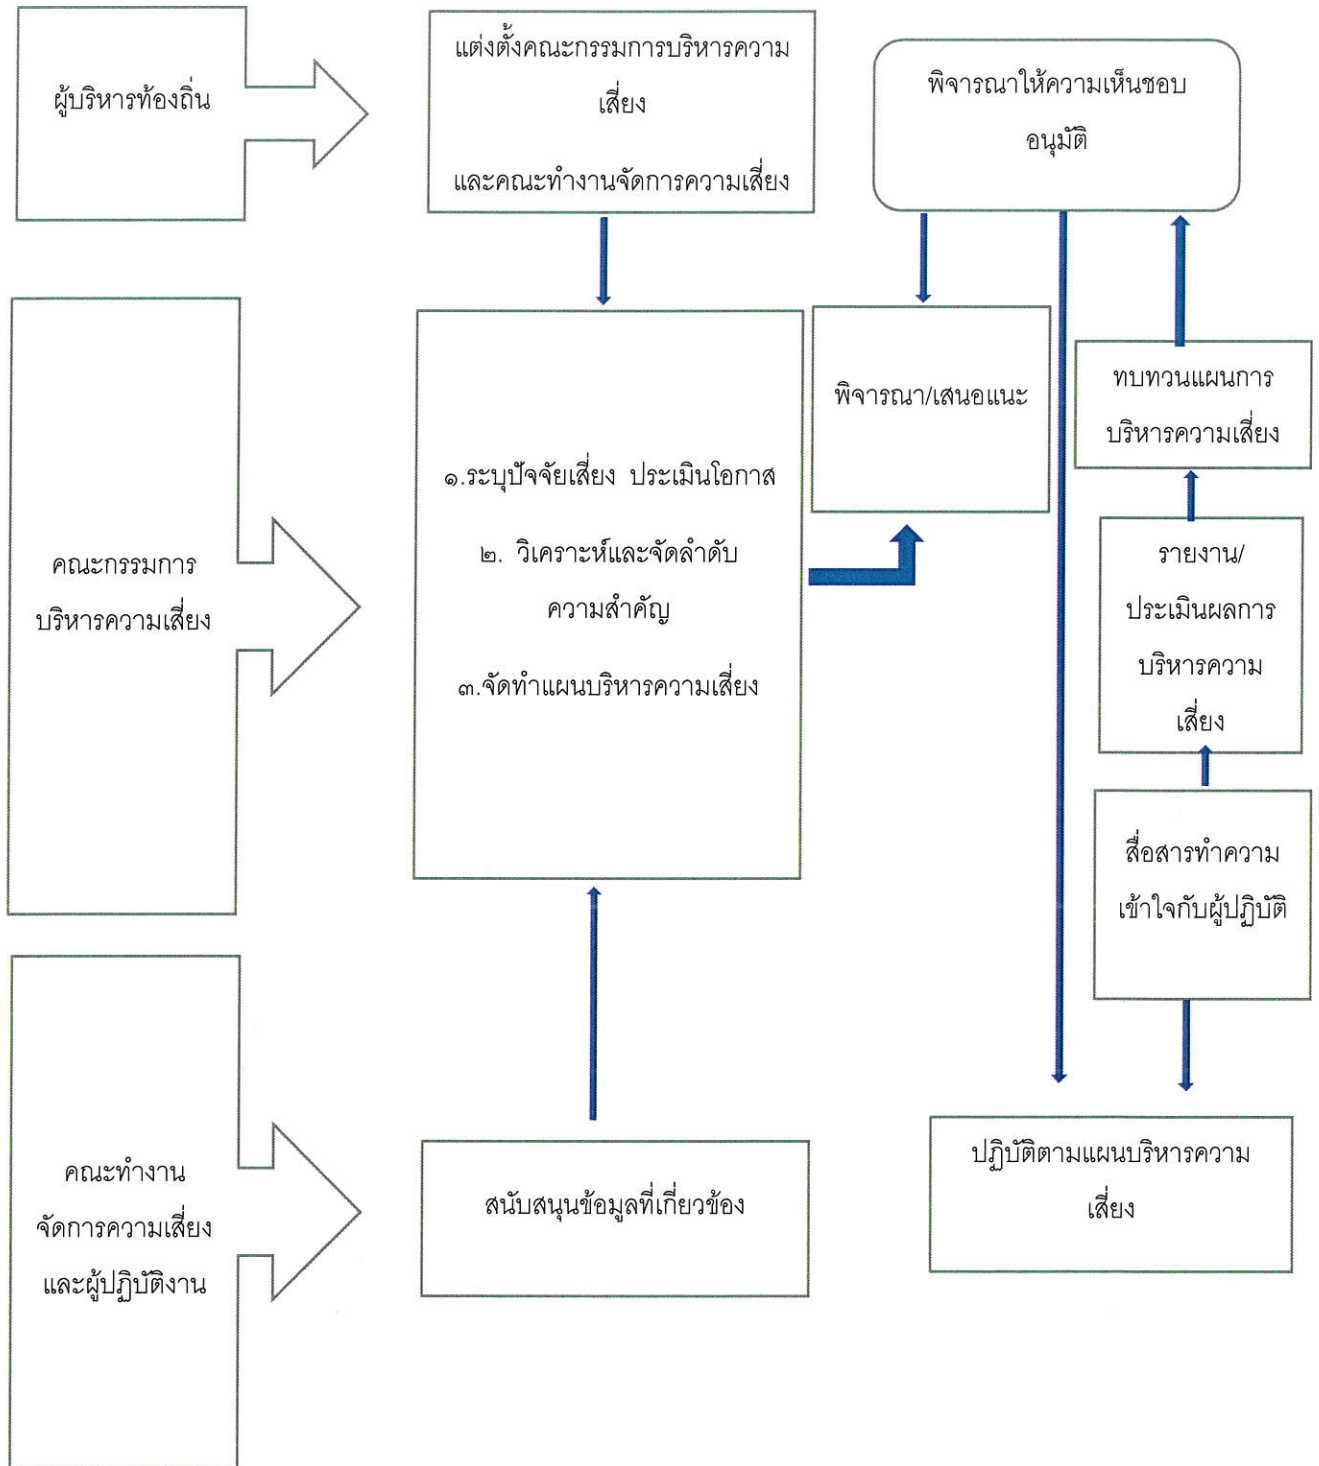 ผู้บริหารท้องถิ่น
แต่งตั้งคณะกรรมการบริหารความ
เสี่ยง
และคณะทำงานจัดการความเสี่ยง
พิจารณาให้ความเห็นชอบ
อนุมัติ
คณะกรรมการ
บริหารความเสี่ยง
๑.ระบุปัจจัยเสี่ยง ประเมินโอกาส
๒. วิเคราะห์และจัดลำดับ
ความสำคัญ
๓.จัดทำแผนบริหารความเสี่ยง
พิจารณา/เสนอแนะ
ทบทวนแผนการ
บริหารความเสี่ยง
รายงาน/
ประเมินผลการ
บริหารความ
เสี่ยง
สื่อสารทำความ
เข้าใจกับผู้ปฏิบัติ
คณะทำงาน
จัดการความเสี่ยง
และผู้ปฏิบัติงาน
สนับสนุนข้อมูลที่เกี่ยวข้อง
ปฏิบัติตามแผนบริหารความ
เสี่ยง